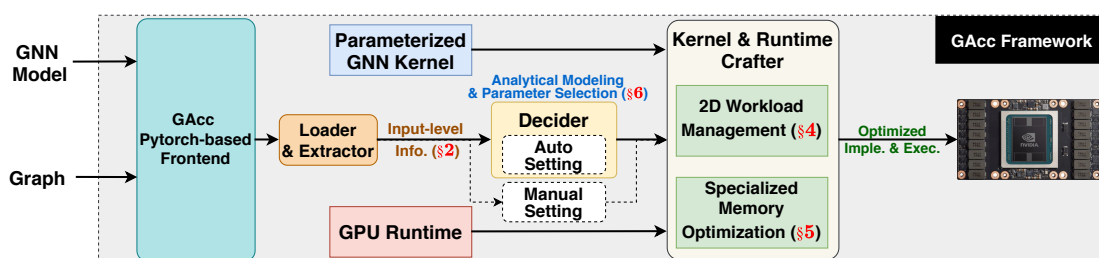 GNN
Model
Graph
GAcc
Pytorch-based
Frontend
Loader
& Extractor
Parameterized
GNN Kernel
Input-level
Info. (§2)
Analytical Modeling
& Parameter Selection (§6)
Decider
Auto
Setting
Manual
Setting
GPU Runtime
Kernel & Runtime
Crafter
2D Workload
Management (§4)
Specialized
Memory
Optimization (§5)
Optimized
Imple. & Exec.
GAcc Framework
NVIDIA